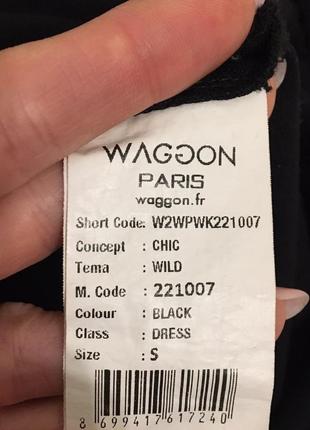 WAGGON
PARIS
waggon.fr
Short Code: W2WPWK221007
Concept : CHIC
Tema : WILD
M. Code : 221007
Colour : BLACK
Class : DRESS
Size : S
8 699417 617240